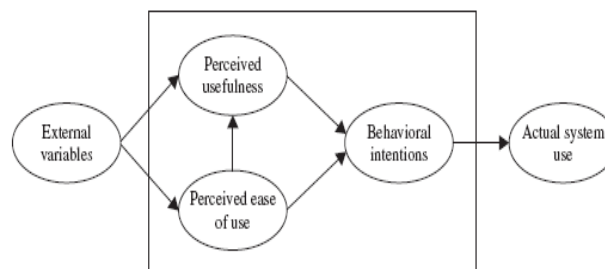 Perceived
usefulness
External
variables
Behavioral
intentions
Actual system
use
Perceived ease
of use